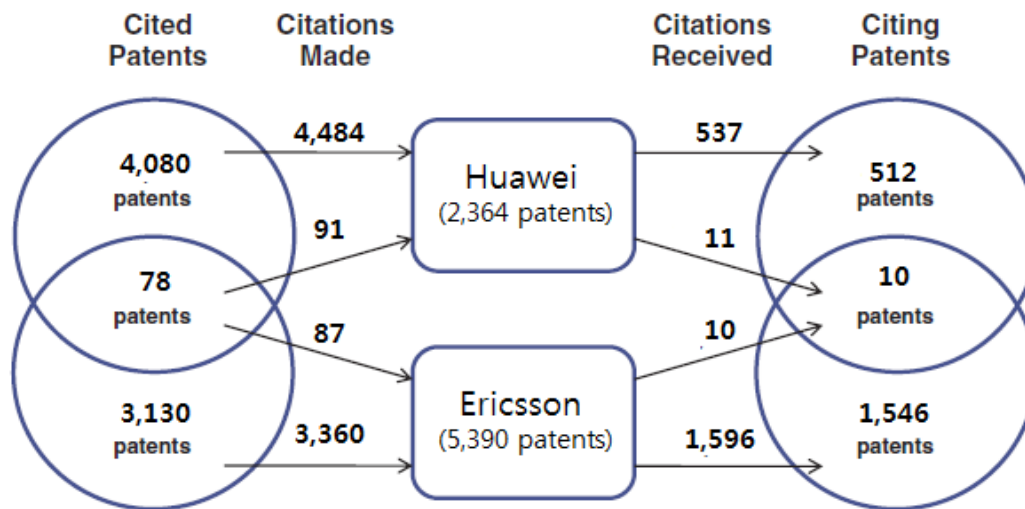 Cited Patents
Citations Made
Citations Received
Citing Patents
4,080 patents
4,484
Huawei
(2,364 patents)
537
512 patents
91
11
78 patents
10 patents
87
10
3,130 patents
3,360
Ericsson
(5,390 patents)
1,596
1,546 patents